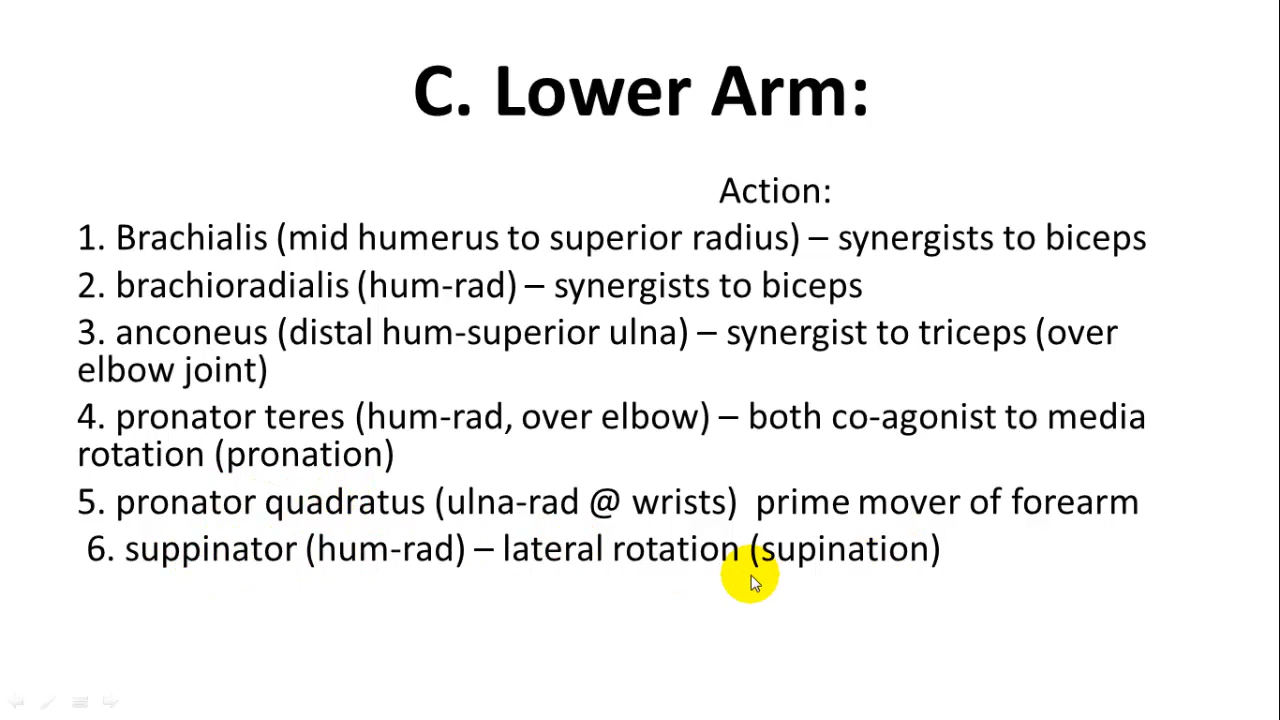 C. Lower Arm:
Action:
1. Brachialis (mid humerus to superior radius) – synergists to biceps
2. brachioradialis (hum-rad) – synergists to biceps
3. anconeus (distal hum-superior ulna) – synergist to triceps (over
elbow joint)
4. pronator teres (hum-rad, over elbow) – both co-agonist to media
rotation (pronation)
5. pronator quadratus (ulna-rad @ wrists)  prime mover of forearm
6. suppinator (hum-rad) – lateral rotation (supination)